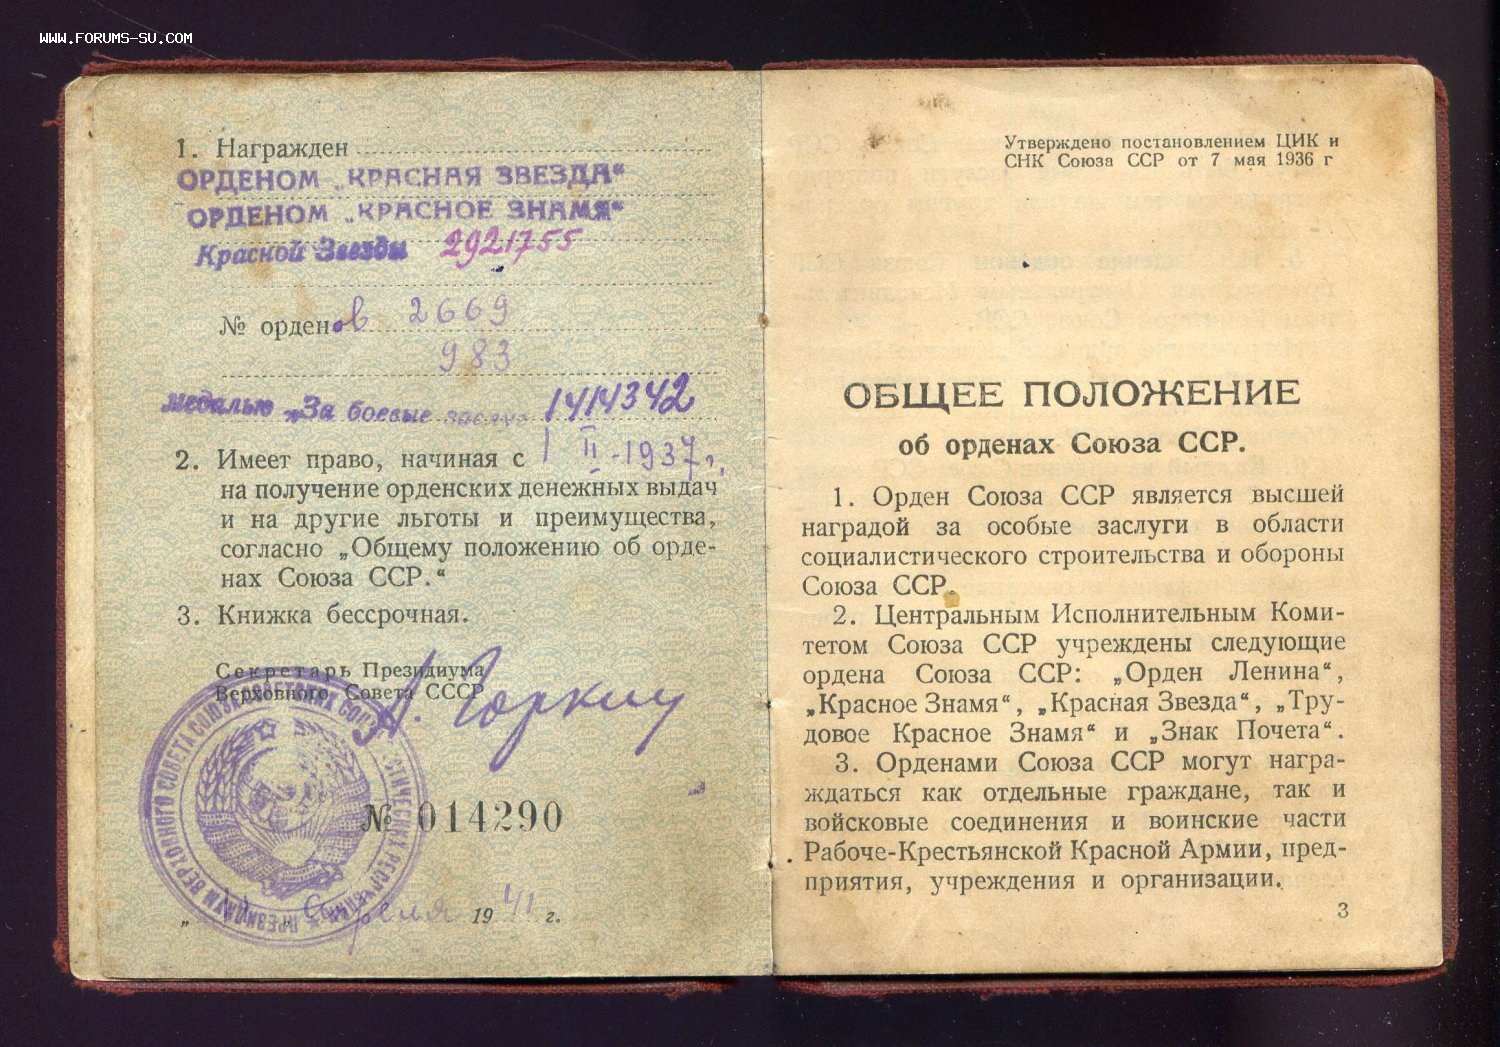 WWW.FORUMS-SU.COM
1. Награжден
ОРДЕНОМ „КРАСНАЯ ЗВЕЗДА“
ОРДЕНОМ „КРАСНОЕ ЗНАМЯ“
Красной Звезды 2921755
№ орденов 2669
983
медалью „За боевые заслуги 1414342
2. Имеет право, начиная с 1 II-1937 г.
на получение орденских денежных выдач
и на другие льготы и преимущества,
согласно „Общему положению об орде-
нах Союза ССР.“
3. Книжка бессрочная.
Секретарь Президиума
Верховного Совета СССР
А. Горкин
№ 014290
„ “ Апреля 1941 г.
Утверждено постановлением ЦИК и
СНК Союза ССР от 7 мая 1936 г
ОБЩЕЕ ПОЛОЖЕНИЕ
об орденах Союза ССР.
1. Орден Союза ССР является высшей
наградой за особые заслуги в области
социалистического строительства и обороны
Союза ССР.
2. Центральным Исполнительным Коми-
тетом Союза ССР учреждены следующие
ордена Союза ССР: „Орден Ленина“,
„Красное Знамя“, „Красная Звезда“, „Тру-
довое Красное Знамя“ и „Знак Почета“.
3. Орденами Союза ССР могут награ-
ждаться как отдельные граждане, так и
войсковые соединения и воинские части
Рабоче-Крестьянской Красной Армии, пред-
приятия, учреждения и организации.
3